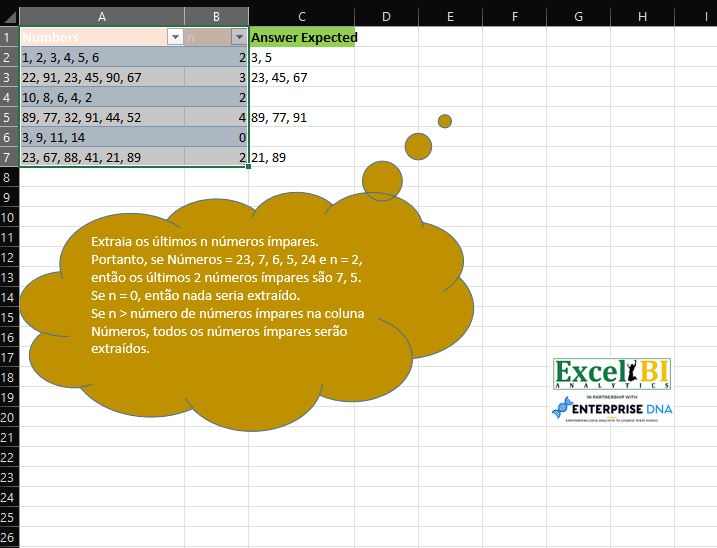 A B C D E F G H I
1 Numbers n Answer Expected
2 1, 2, 3, 4, 5, 6 2 3, 5
3 22, 91, 23, 45, 90, 67 3 23, 45, 67
4 10, 8, 6, 4, 2 2
5 89, 77, 32, 91, 44, 52 4 89, 77, 91
6 3, 9, 11, 14 0
7 23, 67, 88, 41, 21, 89 2 21, 89
8
9
10
11
12
13
14
15
16
17
18
19
20
21
22
23
24
25
26
Extraia os últimos n números ímpares.
Portanto, se Números = 23, 7, 6, 5, 24 e n = 2,
então os últimos 2 números ímpares são 7, 5.
Se n = 0, então nada seria extraído.
Se n > número de números ímpares na coluna
Números, todos os números ímpares serão
extraídos.
Excel BI
ANALYTICS
IN PARTNERSHIP WITH
ENTERPRISE DNA
EMPOWERING DATA ANALYSTS TO CHANGE THEIR WORLD